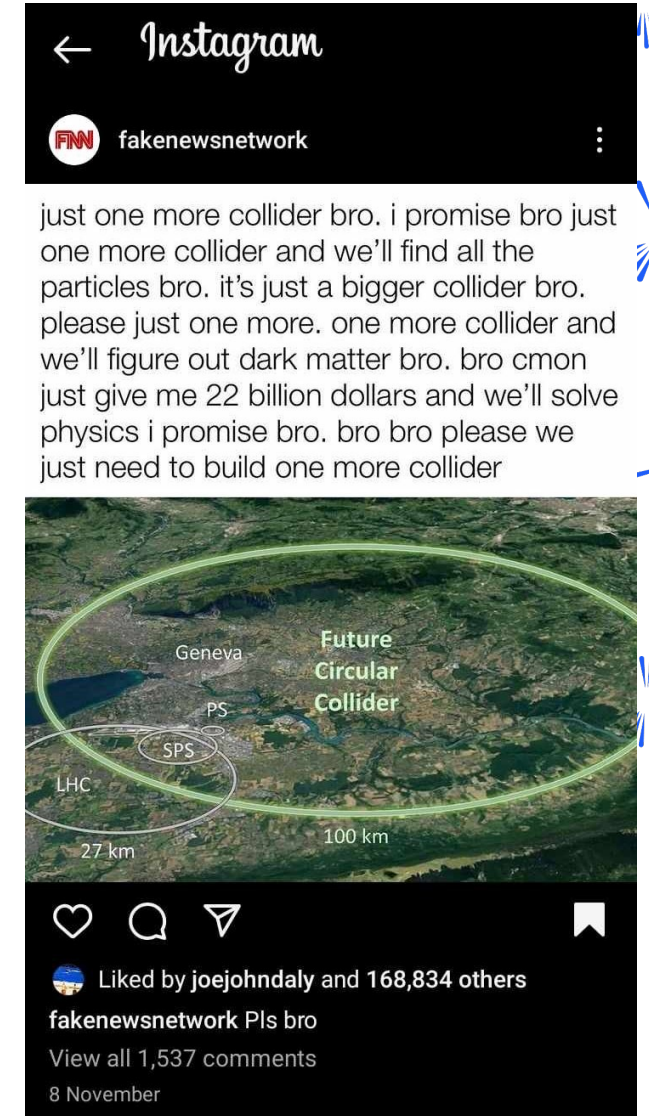 Instagram
FNN
fakenewsnetwork
just one more collider bro. i promise bro just
one more collider and we'll find all the
particles bro. it's just a bigger collider bro.
please just one more. one more collider and
we'll figure out dark matter bro. bro cmon
just give me 22 billion dollars and we'll solve
physics i promise bro. bro bro please we
just need to build one more collider
Geneva
Future
Circular
Collider
PS
SPS
LHC
100 km
27 km
Liked by joejohndaly and 168,834 others
fakenewsnetwork Pls bro
View all 1,537 comments
8 November